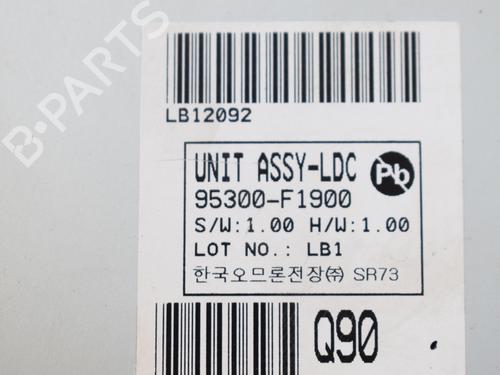 LB12092
UNIT ASSY-LDC
Pb
95300-F1900
S/W:1.00 H/W:1.00
LOT NO.: LB1
한국오므론전장㈜ SR73
Q90
B-PARTS